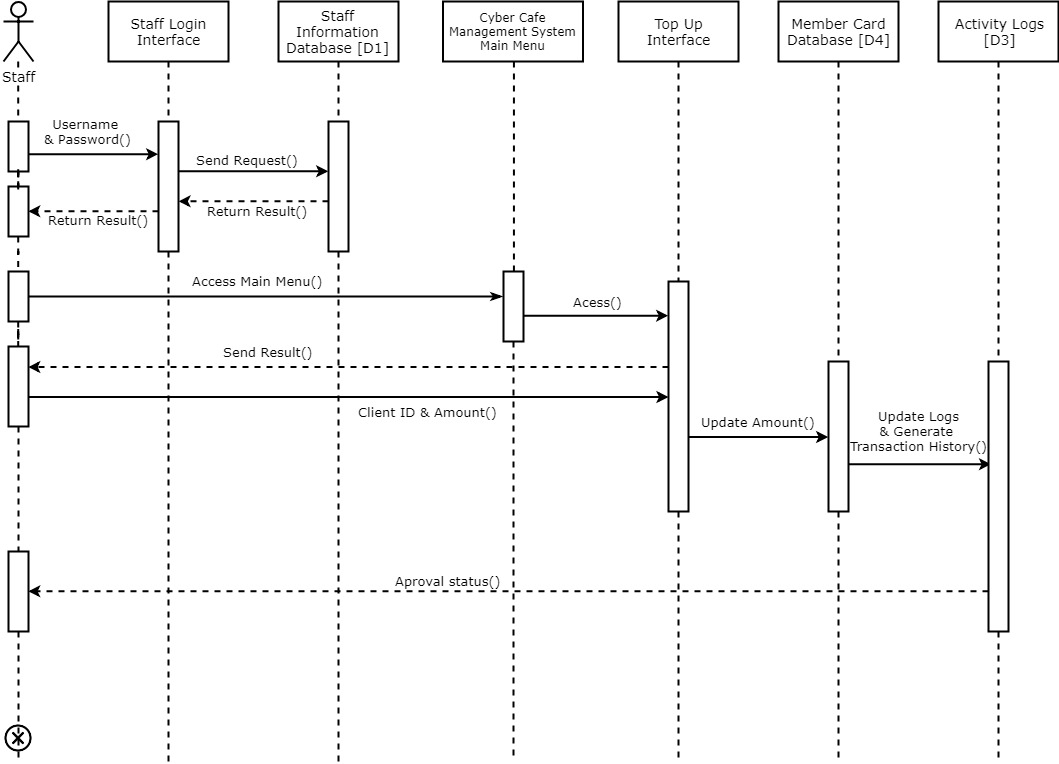 Staff
Staff Login
Interface
Staff
Information
Database [D1]
Cyber Cafe
Management System
Main Menu
Top Up
Interface
Member Card
Database [D4]
Activity Logs
[D3]
Username
& Password()
Send Request()
Return Result()
Return Result()
Access Main Menu()
Acess()
Send Result()
Client ID & Amount()
Update Amount()
Update Logs
& Generate
Transaction History()
Aproval status()